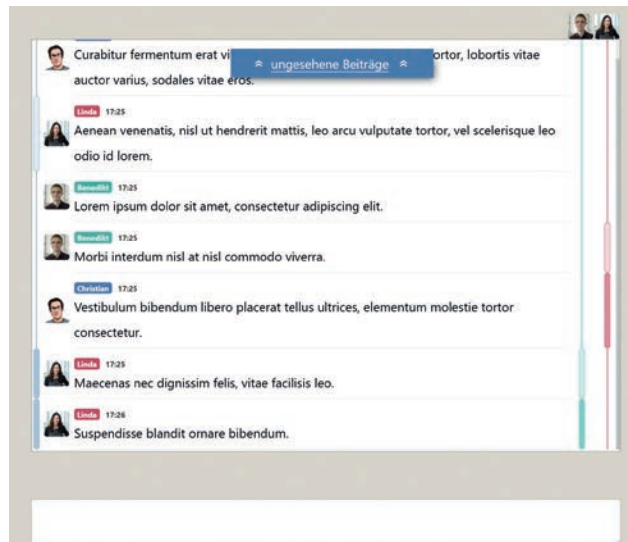 Curabitur fermentum erat vi
ortor, lobortis vitae
ungesehene Beiträge
auctor varius, sodales vitae eros.
Linda 17:25
Aenean venenatis, nisl ut hendrerit mattis, leo arcu vulputate tortor, vel scelerisque leo
odio id lorem.
Benedikt 17:25
Lorem ipsum dolor sit amet, consectetur adipiscing elit.
Benedikt 17:25
Morbi interdum nisl at nisl commodo viverra.
Christian 17:25
Vestibulum bibendum libero placerat tellus ultrices, elementum molestie tortor
consectetur.
Linda 17:25
Maecenas nec dignissim felis, vitae facilisis leo.
Linda 17:26
Suspendisse blandit ornare bibendum.